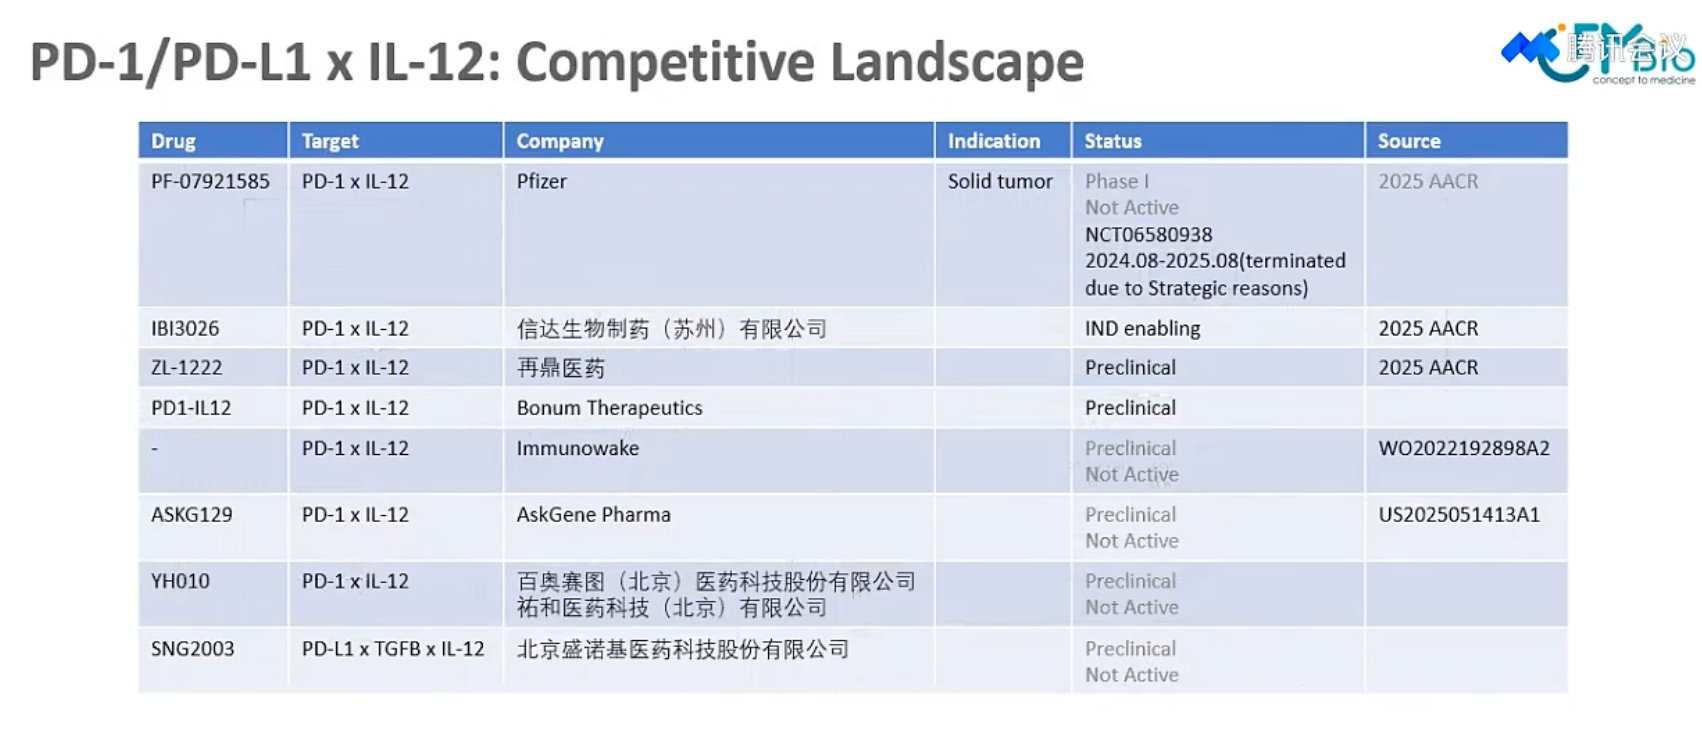 PD-1/PD-L1 x IL-12: Competitive Landscape
腾讯会议
Bio
concept to medicine
Drug Target Company Indication Status Source
PF-07921585 PD-1 x IL-12 Pfizer Solid tumor Phase I 2025 AACR
Not Active
NCT06580938
2024.08-2025.08(terminated
due to Strategic reasons)
IBI3026 PD-1 x IL-12 信达生物制药（苏州）有限公司 IND enabling 2025 AACR
ZL-1222 PD-1 x IL-12 再鼎医药 Preclinical 2025 AACR
PD1-IL12 PD-1 x IL-12 Bonum Therapeutics Preclinical
- PD-1 x IL-12 Immunowake Preclinical WO2022192898A2
Not Active
ASKG129 PD-1 x IL-12 AskGene Pharma Preclinical US2025051413A1
Not Active
YH010 PD-1 x IL-12 百奥赛图（北京）医药科技股份有限公司 Preclinical
祐和医药科技（北京）有限公司 Not Active
SNG2003 PD-L1 x TGFB x IL-12 北京盛诺基医药科技股份有限公司 Preclinical
Not Active